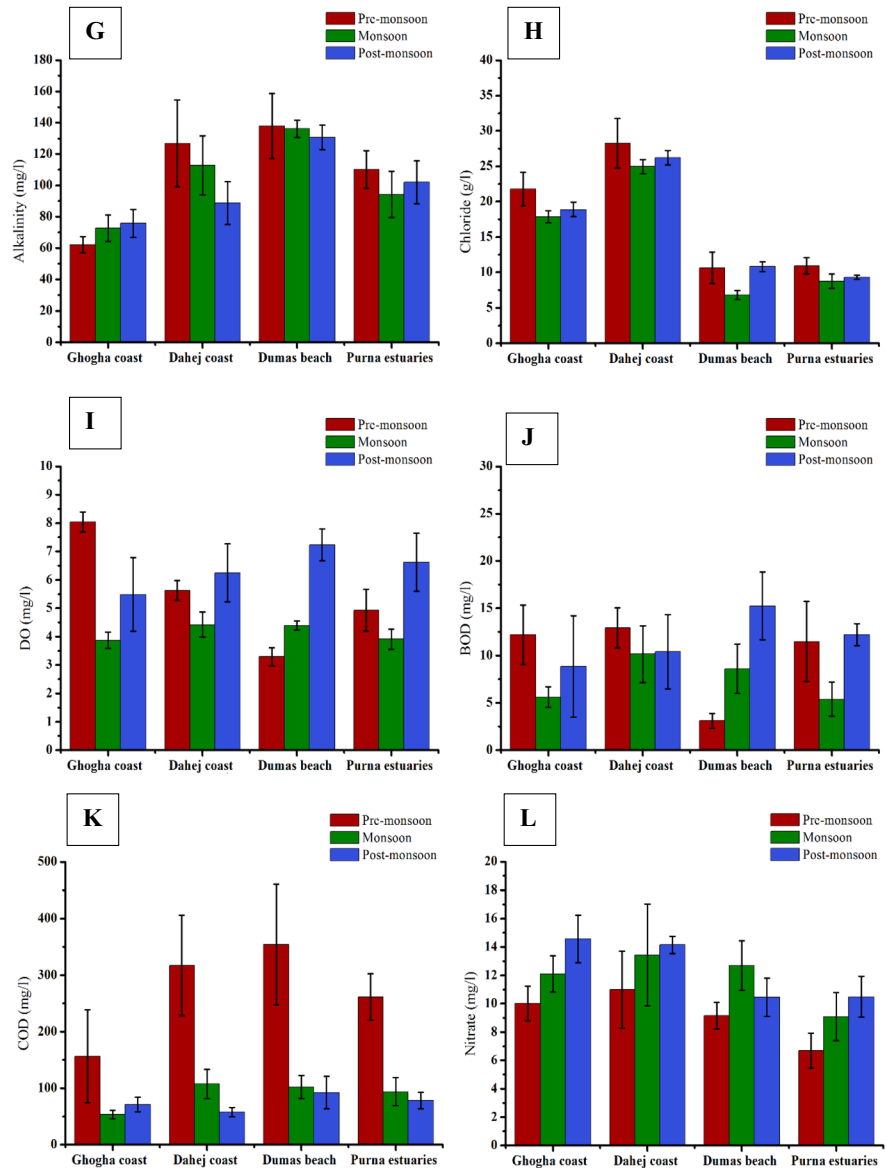 G
Pre-monsoon
Monsoon
Post-monsoon
180
160
140
120
100
80
60
40
20
0
Alkalinity (mg/l)
Ghogha coast Dahej coast Dumas beach Purna estuaries
H
Pre-monsoon
Monsoon
Post-monsoon
40
35
30
25
20
15
10
5
0
Chloride (g/l)
Ghogha coast Dahej coast Dumas beach Purna estuaries
I
Pre-monsoon
Monsoon
Post-monsoon
10
9
8
7
6
5
4
3
2
1
0
DO (mg/l)
Ghogha coast Dahej coast Dumas beach Purna estuaries
J
Pre-monsoon
Monsoon
Post-monsoon
30
25
20
15
10
5
0
BOD (mg/l)
Ghogha coast Dahej coast Dumas beach Purna estuaries
K
Pre-monsoon
Monsoon
Post-monsoon
500
400
300
200
100
0
COD (mg/l)
Ghogha coast Dahej coast Dumas beach Purna estuaries
L
Pre-monsoon
Monsoon
Post-monsoon
20
18
16
14
12
10
8
6
4
2
0
Nitrate (mg/l)
Ghogha coast Dahej coast Dumas beach Purna estuaries